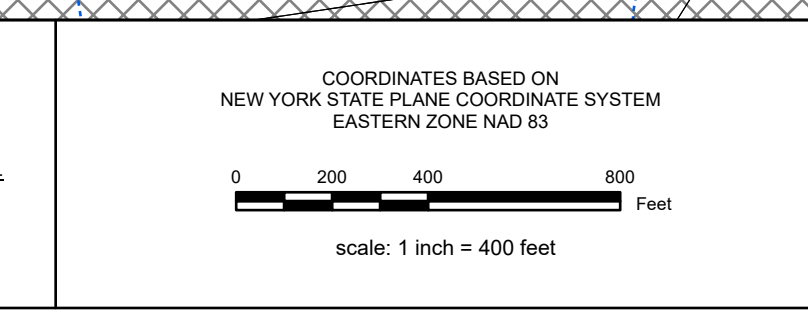 COORDINATES BASED ON
NEW YORK STATE PLANE COORDINATE SYSTEM
EASTERN ZONE NAD 83
0 200 400 800
Feet
scale: 1 inch = 400 feet